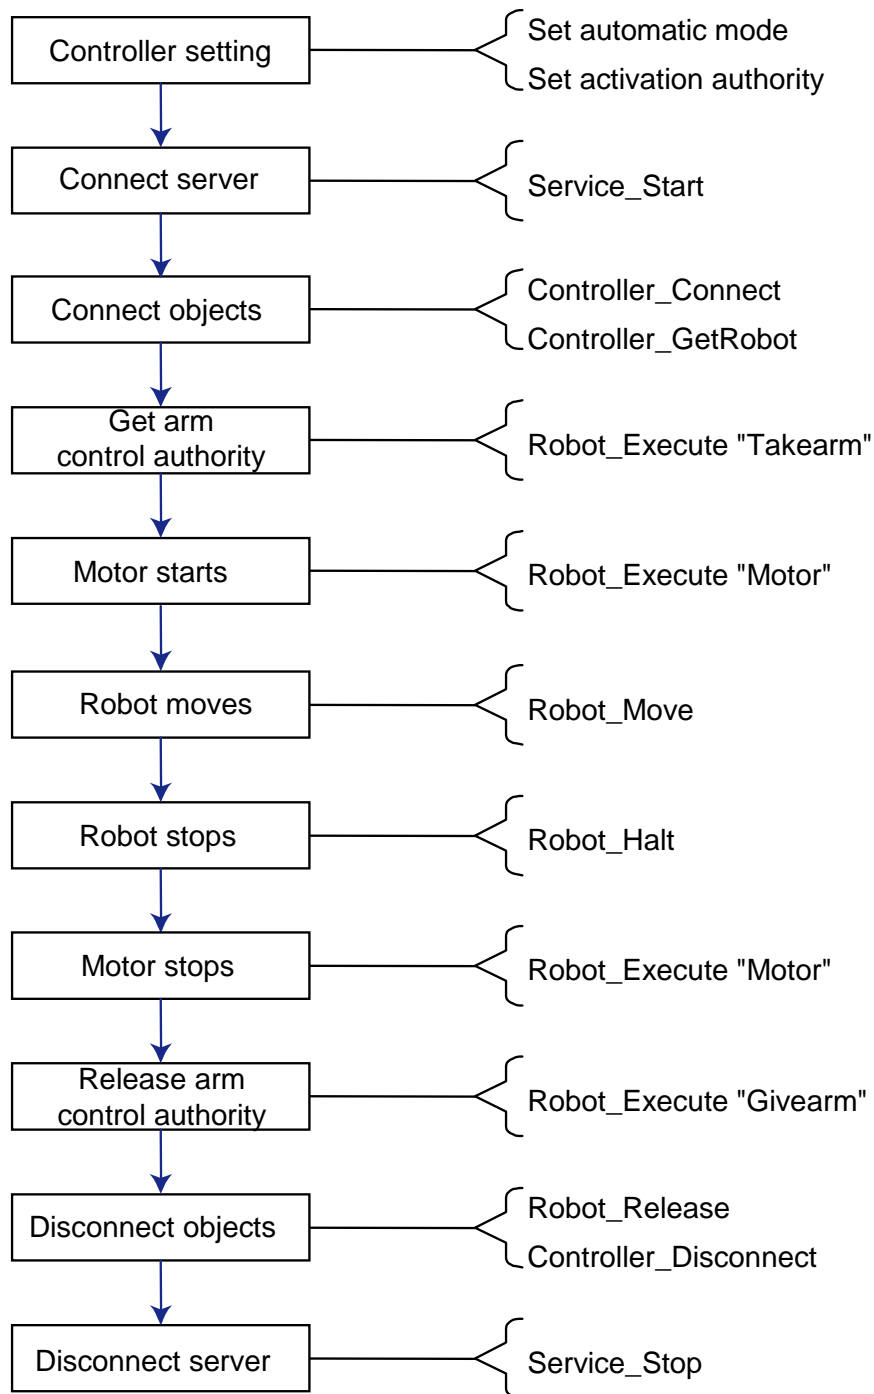 Controller setting
Set automatic mode
Set activation authority
Connect server
Service_Start
Connect objects
Controller_Connect
Controller_GetRobot
Get arm
control authority
Robot_Execute "Takearm"
Motor starts
Robot_Execute "Motor"
Robot moves
Robot_Move
Robot stops
Robot_Halt
Motor stops
Robot_Execute "Motor"
Release arm
control authority
Robot_Execute "Givearm"
Disconnect objects
Robot_Release
Controller_Disconnect
Disconnect server
Service_Stop